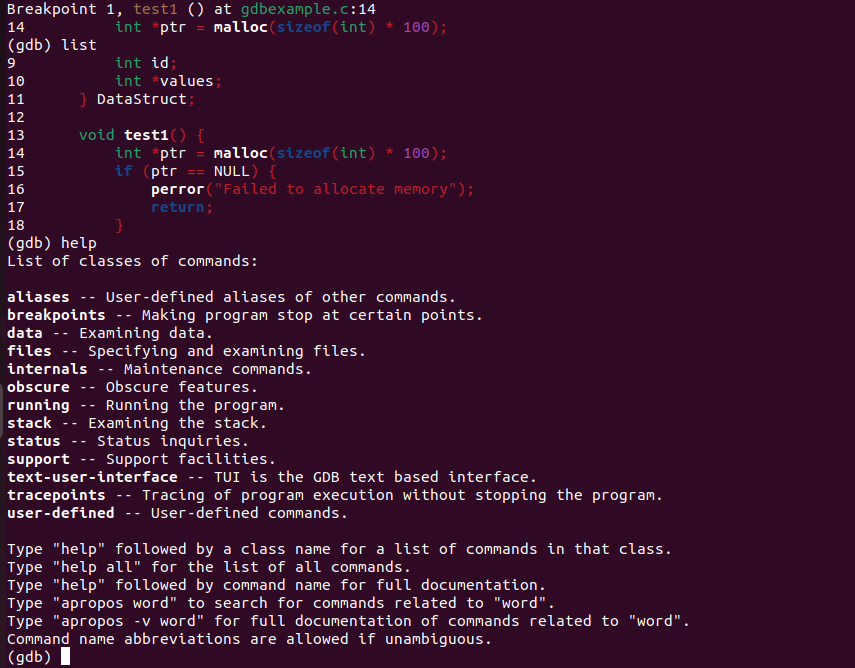 Breakpoint 1, test1 () at gdbexample.c:14
14          int *ptr = malloc(sizeof(int) * 100);
(gdb) list
9           int id;
10          int *values;
11      } DataStruct;
12
13      void test1() {
14          int *ptr = malloc(sizeof(int) * 100);
15          if (ptr == NULL) {
16              perror("Failed to allocate memory");
17              return;
18          }
(gdb) help
List of classes of commands:

aliases -- User-defined aliases of other commands.
breakpoints -- Making program stop at certain points.
data -- Examining data.
files -- Specifying and examining files.
internals -- Maintenance commands.
obscure -- Obscure features.
running -- Running the program.
stack -- Examining the stack.
status -- Status inquiries.
support -- Support facilities.
text-user-interface -- TUI is the GDB text based interface.
tracepoints -- Tracing of program execution without stopping the program.
user-defined -- User-defined commands.

Type "help" followed by a class name for a list of commands in that class.
Type "help all" for the list of all commands.
Type "help" followed by command name for full documentation.
Type "apropos word" to search for commands related to "word".
Type "apropos -v word" for full documentation of commands related to "word".
Command name abbreviations are allowed if unambiguous.
(gdb)